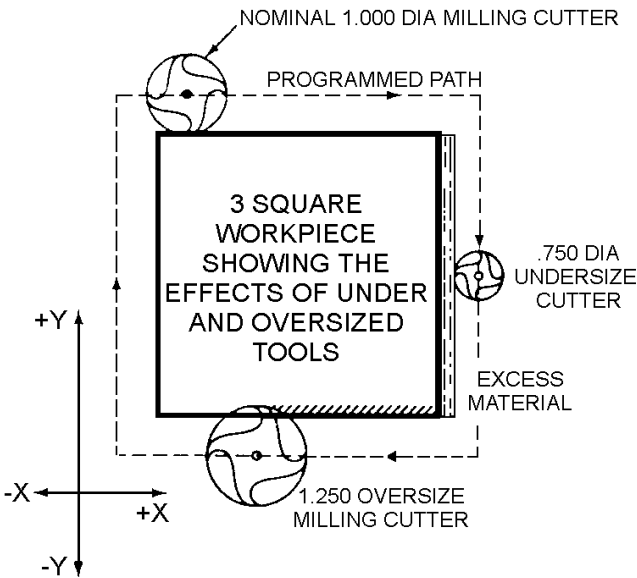 NOMINAL 1.000 DIA MILLING CUTTER
PROGRAMMED PATH
3 SQUARE
WORKPIECE
SHOWING THE
EFFECTS OF UNDER
AND OVERSIZED
TOOLS
.750 DIA
UNDERSIZE
CUTTER
EXCESS
MATERIAL
1.250 OVERSIZE
MILLING CUTTER
+Y
-X
+X
-Y